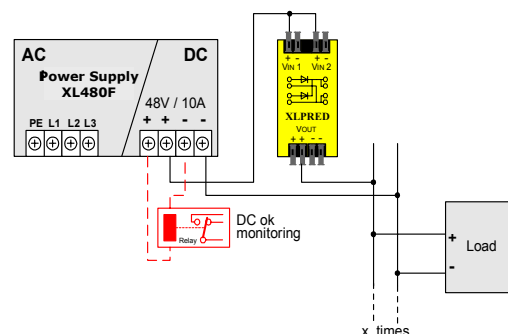 AC DC
Power Supply
XL480F
48V / 10A
+ + - -
PE L1 L2 L3
+ - + -
VIN 1 VIN 2
XLPRED
VOUT
+ + - -
Relay
DC ok
monitoring
+
Load
-
x times